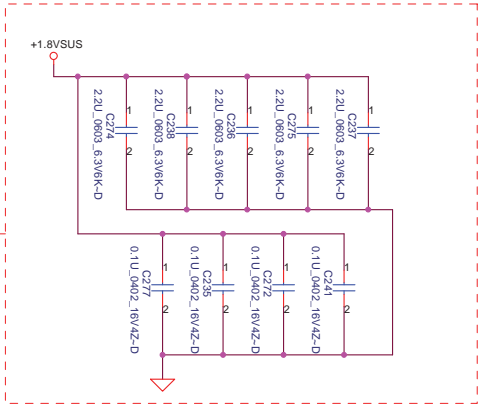 +1.8VSUS
1
2
C274
2.2U_0603_6.3V6K~D
1
2
C238
2.2U_0603_6.3V6K~D
1
2
C236
2.2U_0603_6.3V6K~D
1
2
C275
2.2U_0603_6.3V6K~D
1
2
C237
2.2U_0603_6.3V6K~D
1
2
C277
0.1U_0402_16V4Z~D
1
2
C235
0.1U_0402_16V4Z~D
1
2
C272
0.1U_0402_16V4Z~D
1
2
C241
0.1U_0402_16V4Z~D